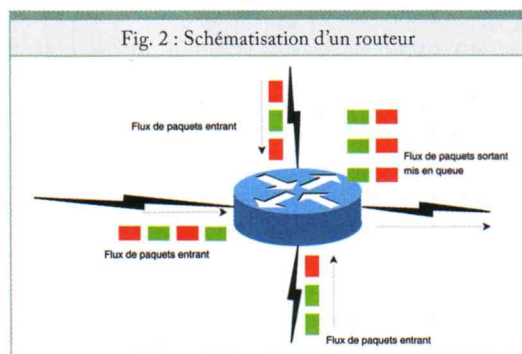 Fig. 2 : Schématisation d'un routeur
Flux de paquets entrant
Flux de paquets sortant
mis en queue
Flux de paquets entrant
Flux de paquets entrant